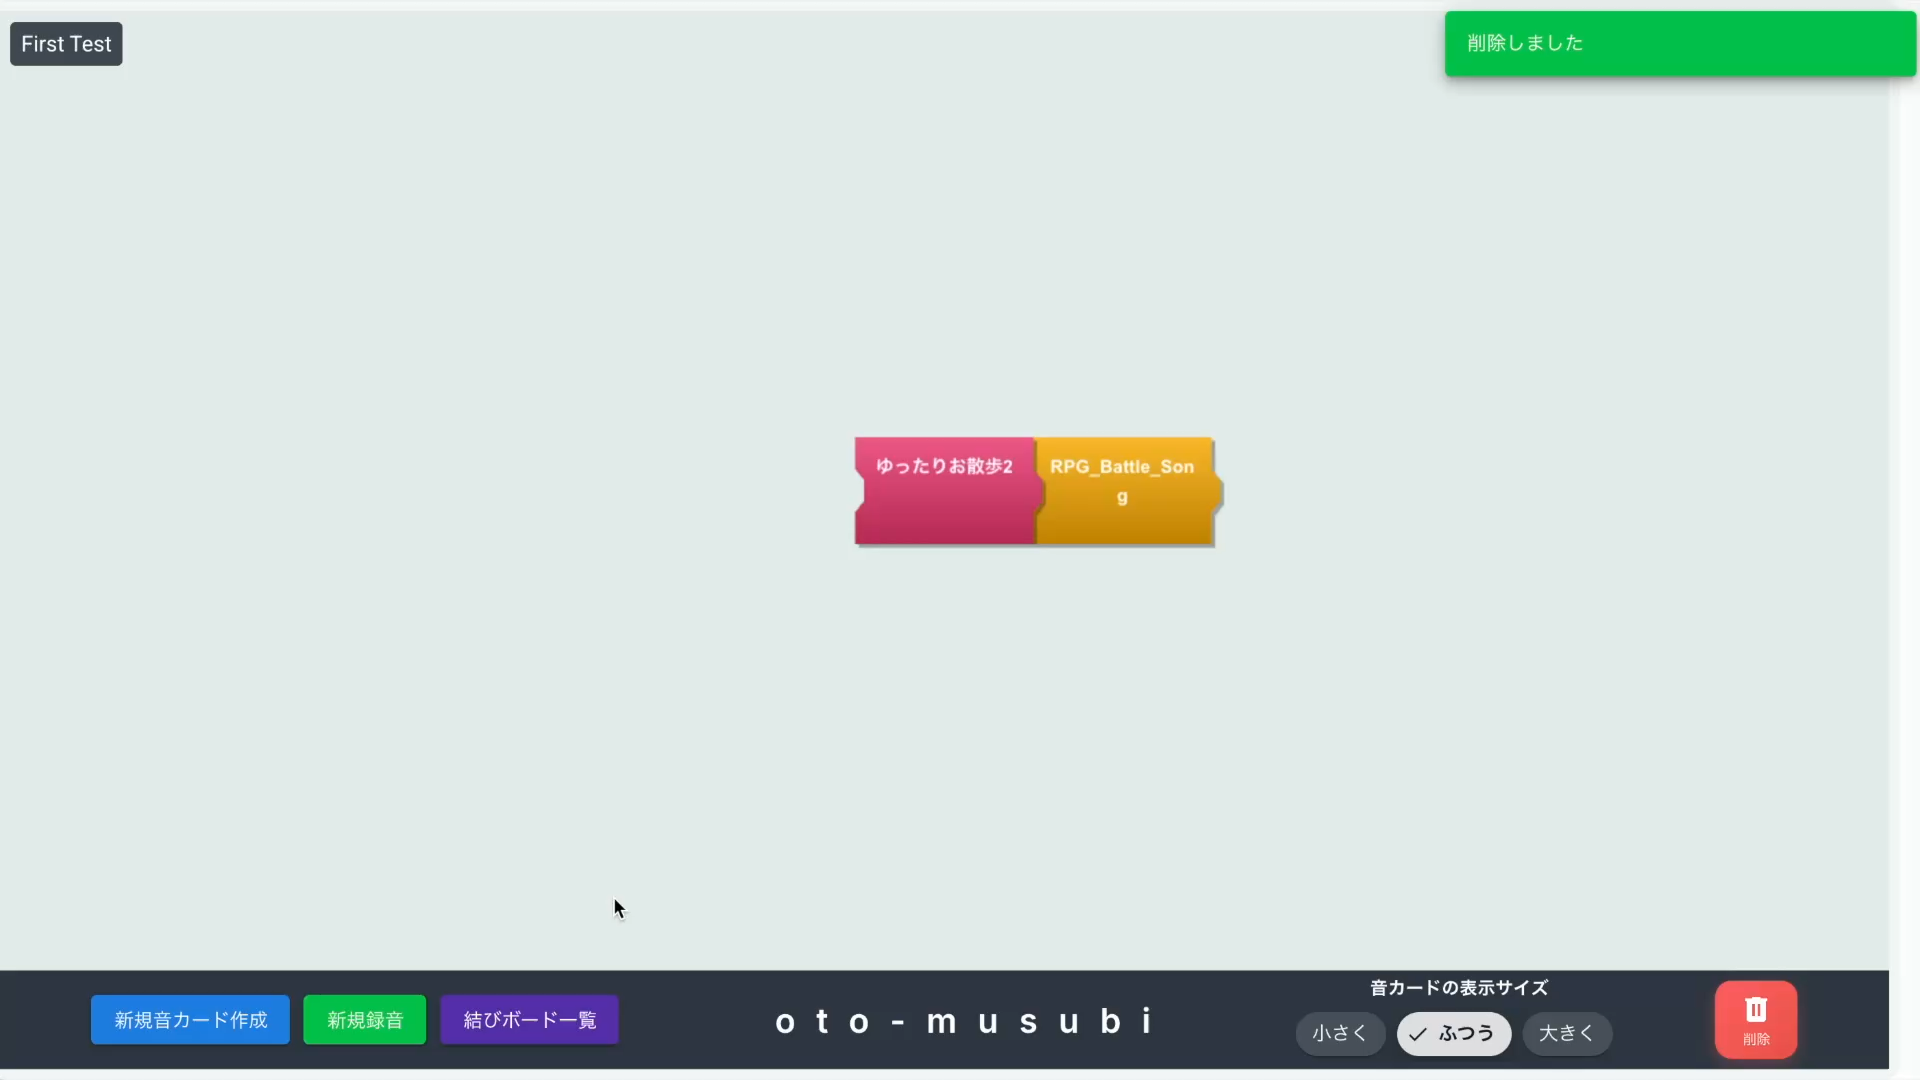 First Test
削除しました
ゆったりお散歩2
RPG_Battle_Son
g
新規音カード作成
新規録音
結びボード一覧
oto-musubi
音カードの表示サイズ
小さく
ふつう
大きく
削除